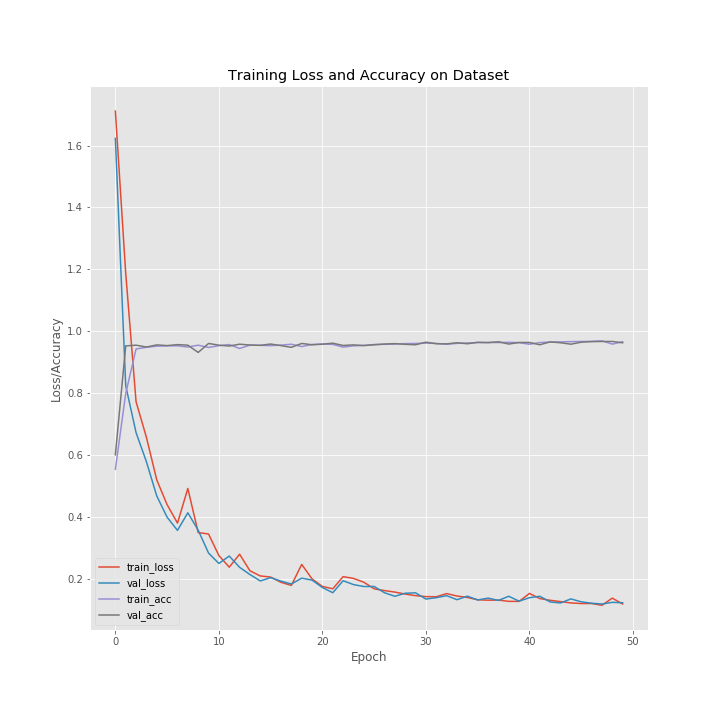 Training Loss and Accuracy on Dataset
Loss/Accuracy
1.6
1.4
1.2
1.0
0.8
0.6
0.4
0.2
train_loss
val_loss
train_acc
val_acc
0 10 20 30 40 50
Epoch